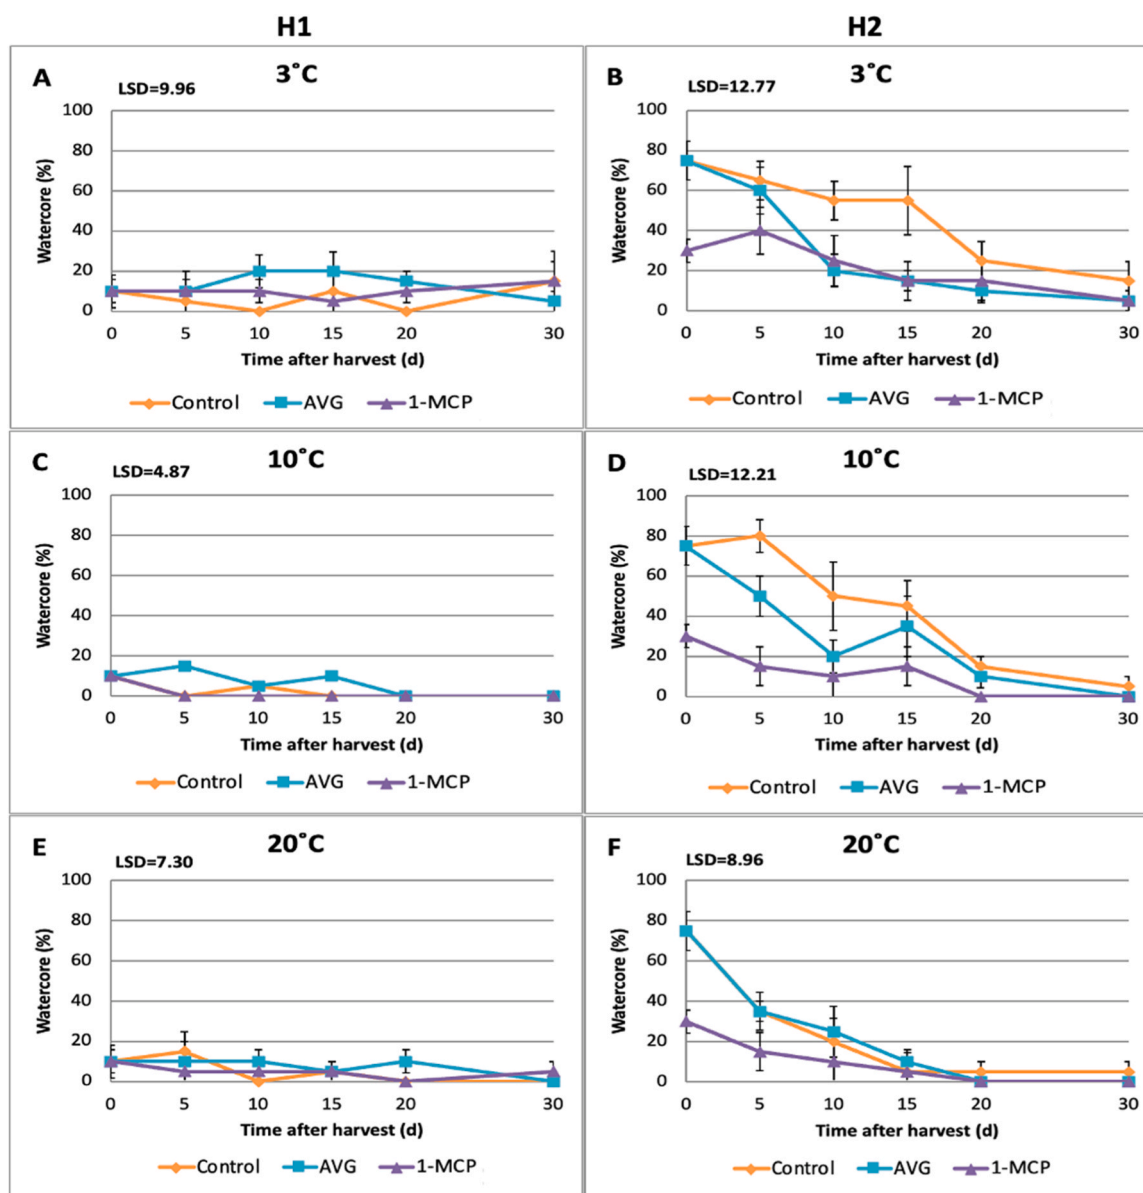 H1 H2
A 3°C
LSD=9.96
Watercore (%)
100
80
60
40
20
0
0 5 10 15 20 30
Time after harvest (d)
Control AVG 1-MCP
B 3°C
LSD=12.77
Watercore (%)
100
80
60
40
20
0
0 5 10 15 20 30
Time after harvest (d)
Control AVG 1-MCP
C 10°C
LSD=4.87
Watercore (%)
100
80
60
40
20
0
0 5 10 15 20 30
Time after harvest (d)
Control AVG 1-MCP
D 10°C
LSD=12.21
Watercore (%)
100
80
60
40
20
0
0 5 10 15 20 30
Time after harvest (d)
Control AVG 1-MCP
E 20°C
LSD=7.30
Watercore (%)
100
80
60
40
20
0
0 5 10 15 20 30
Time after harvest (d)
Control AVG 1-MCP
F 20°C
LSD=8.96
Watercore (%)
100
80
60
40
20
0
0 5 10 15 20 30
Time after harvest (d)
Control AVG 1-MCP